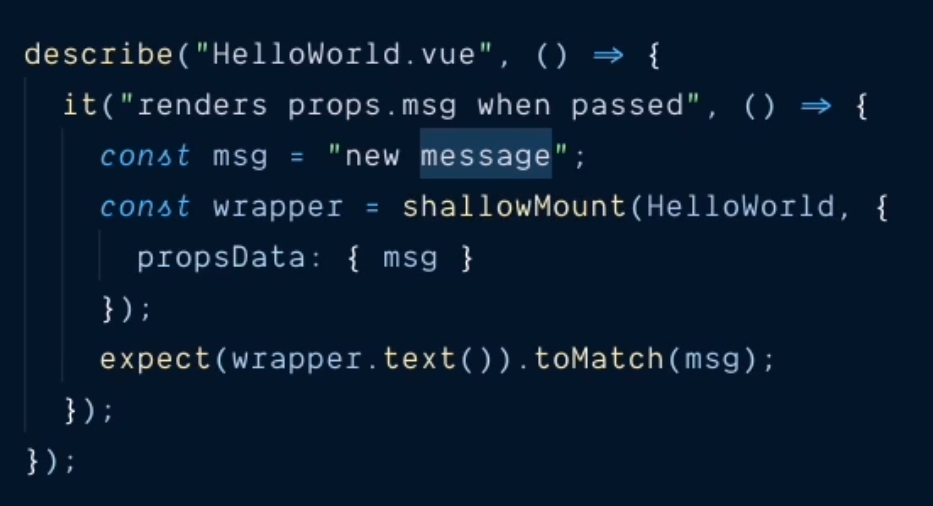 describe("HelloWorld.vue", () => {
it("renders props.msg when passed", () => {
const msg = "new message";
const wrapper = shallowMount(HelloWorld, {
propsData: { msg }
});
expect(wrapper.text()).toMatch(msg);
});
});